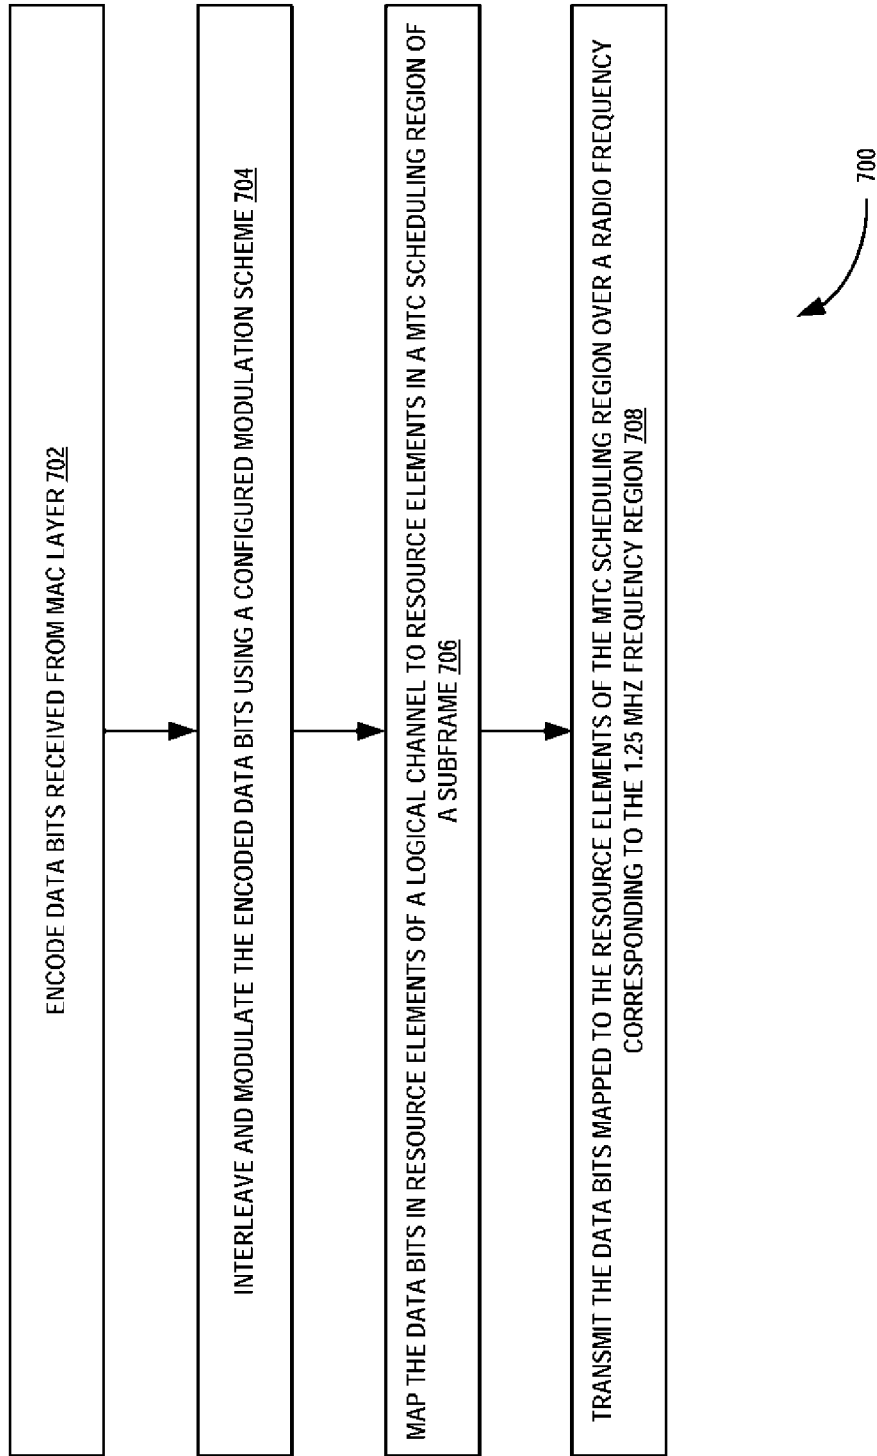 ENCODE DATA BITS RECEIVED FROM MAC LAYER 702
INTERLEAVE AND MODULATE THE ENCODED DATA BITS USING A CONFIGURED MODULATION SCHEME 704
MAP THE DATA BITS IN RESOURCE ELEMENTS OF A LOGICAL CHANNEL TO RESOURCE ELEMENTS IN A MTC SCHEDULING REGION OF
A SUBFRAME 706
TRANSMIT THE DATA BITS MAPPED TO THE RESOURCE ELEMENTS OF THE MTC SCHEDULING REGION OVER A RADIO FREQUENCY
CORRESPONDING TO THE 1.25 MHZ FREQUENCY REGION 708
700